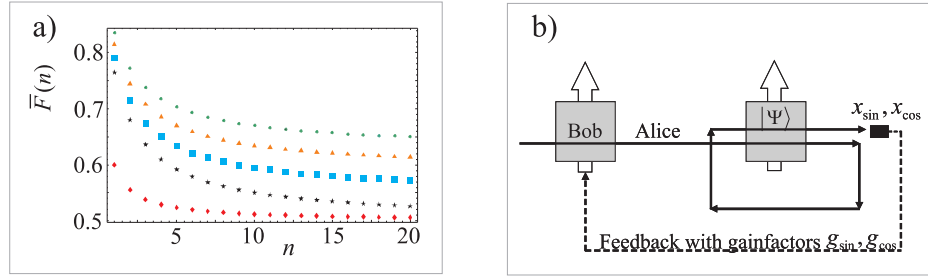 a)
F̅(n)
0.8
0.7
0.6
0.5
5
10
15
20
n
b)
Bob
Alice
|Ψ⟩
x_sin, x_cos
Feedback with gainfactors g_sin, g_cos